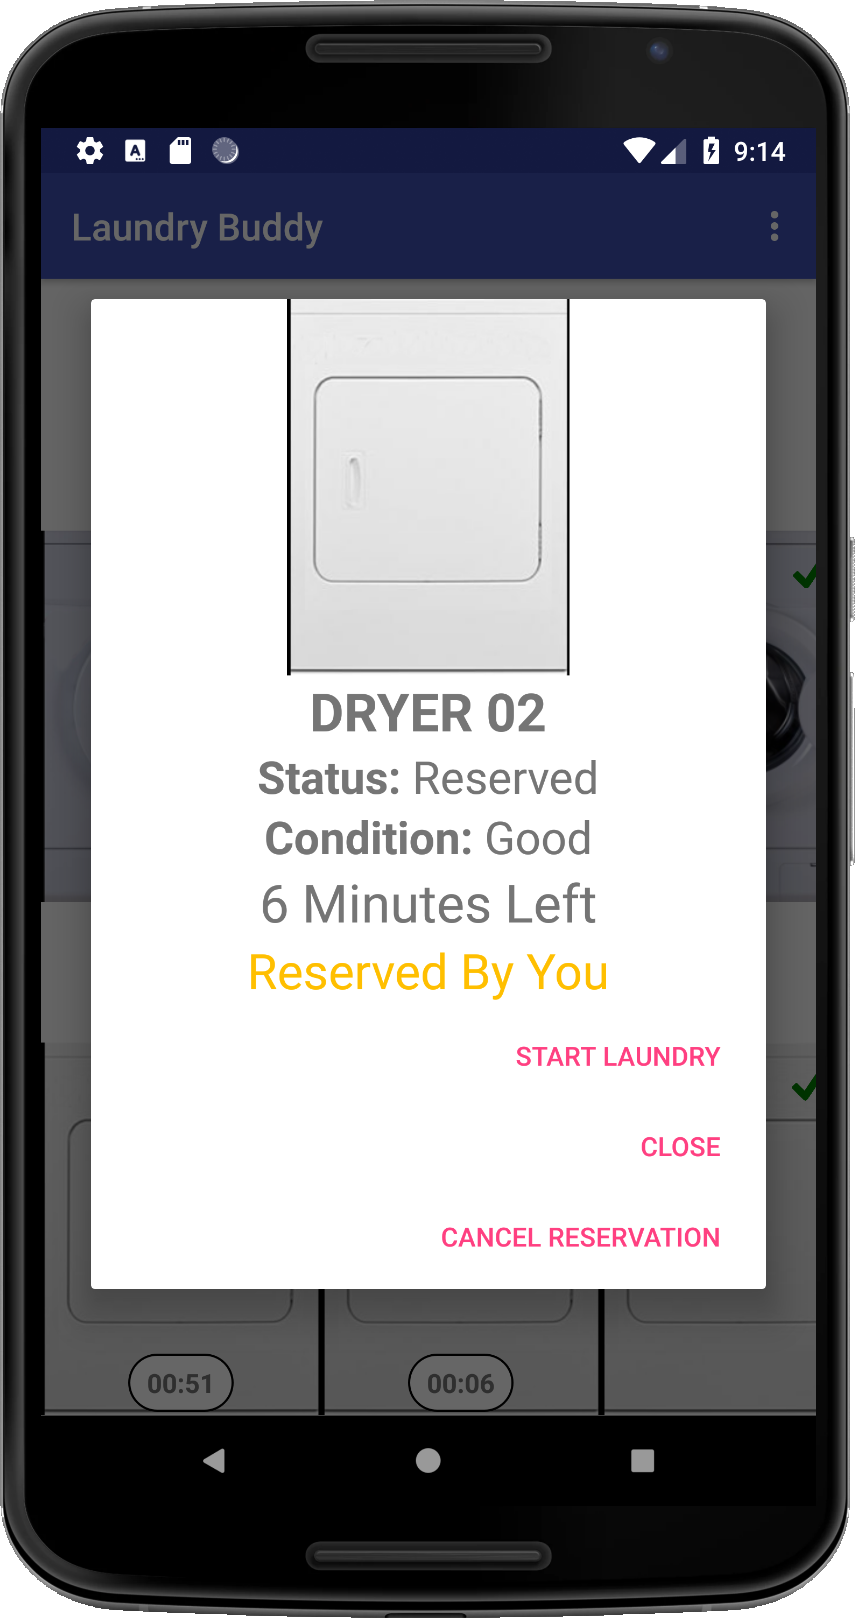 9:14
Laundry Buddy
DRYER 02
Status: Reserved
Condition: Good
6 Minutes Left
Reserved By You
START LAUNDRY
CLOSE
CANCEL RESERVATION
00:51
00:06